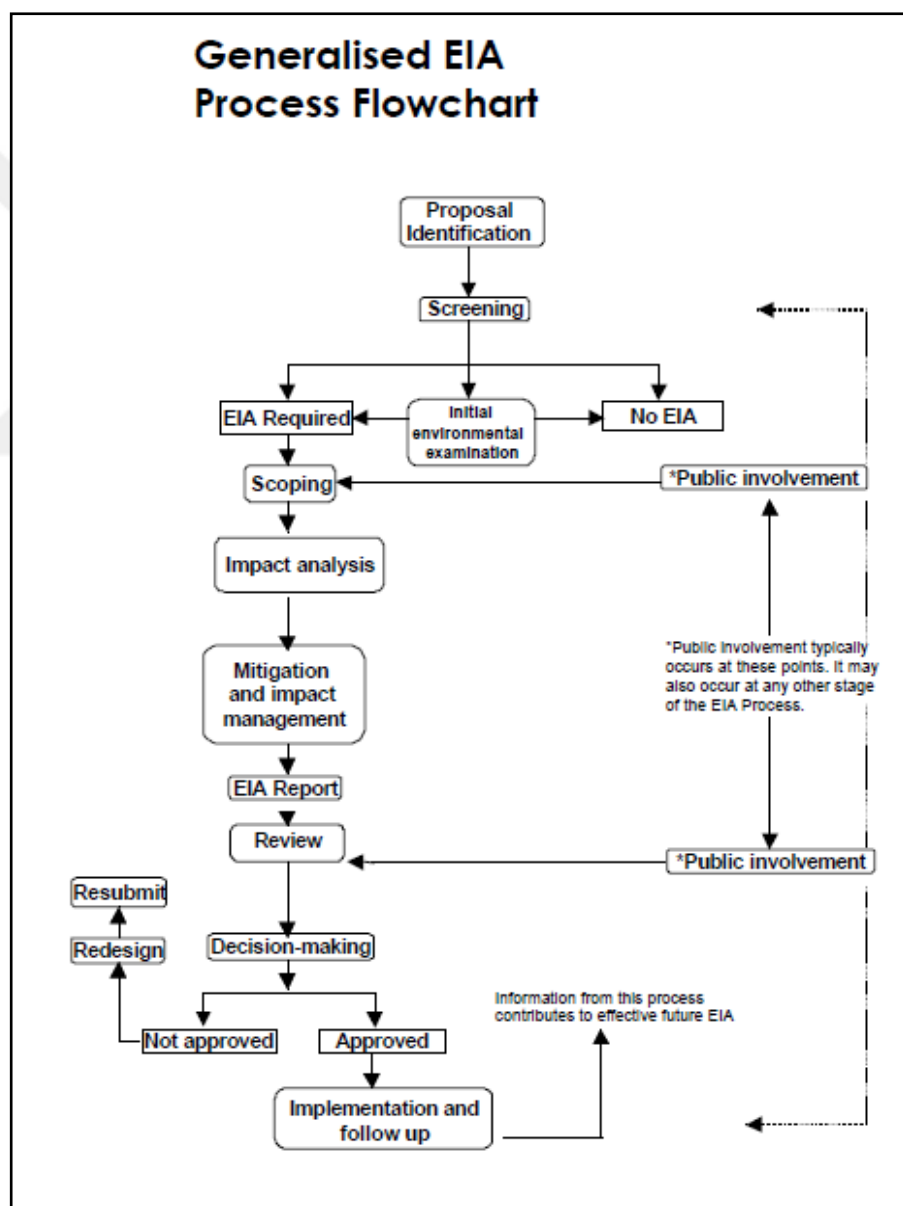 Generalised EIA
Process Flowchart
Proposal
Identification
Screening
EIA Required
Initial
environmental
examination
No EIA
Scoping
*Public involvement
Impact analysis
*Public Involvement typically
occurs at these points. It may
also occur at any other stage
of the EIA Process.
Mitigation
and impact
management
EIA Report
Review
*Public involvement
Resubmit
Redesign
Decision-making
Information from this process
contributes to effective future EIA
Not approved
Approved
Implementation and
follow up